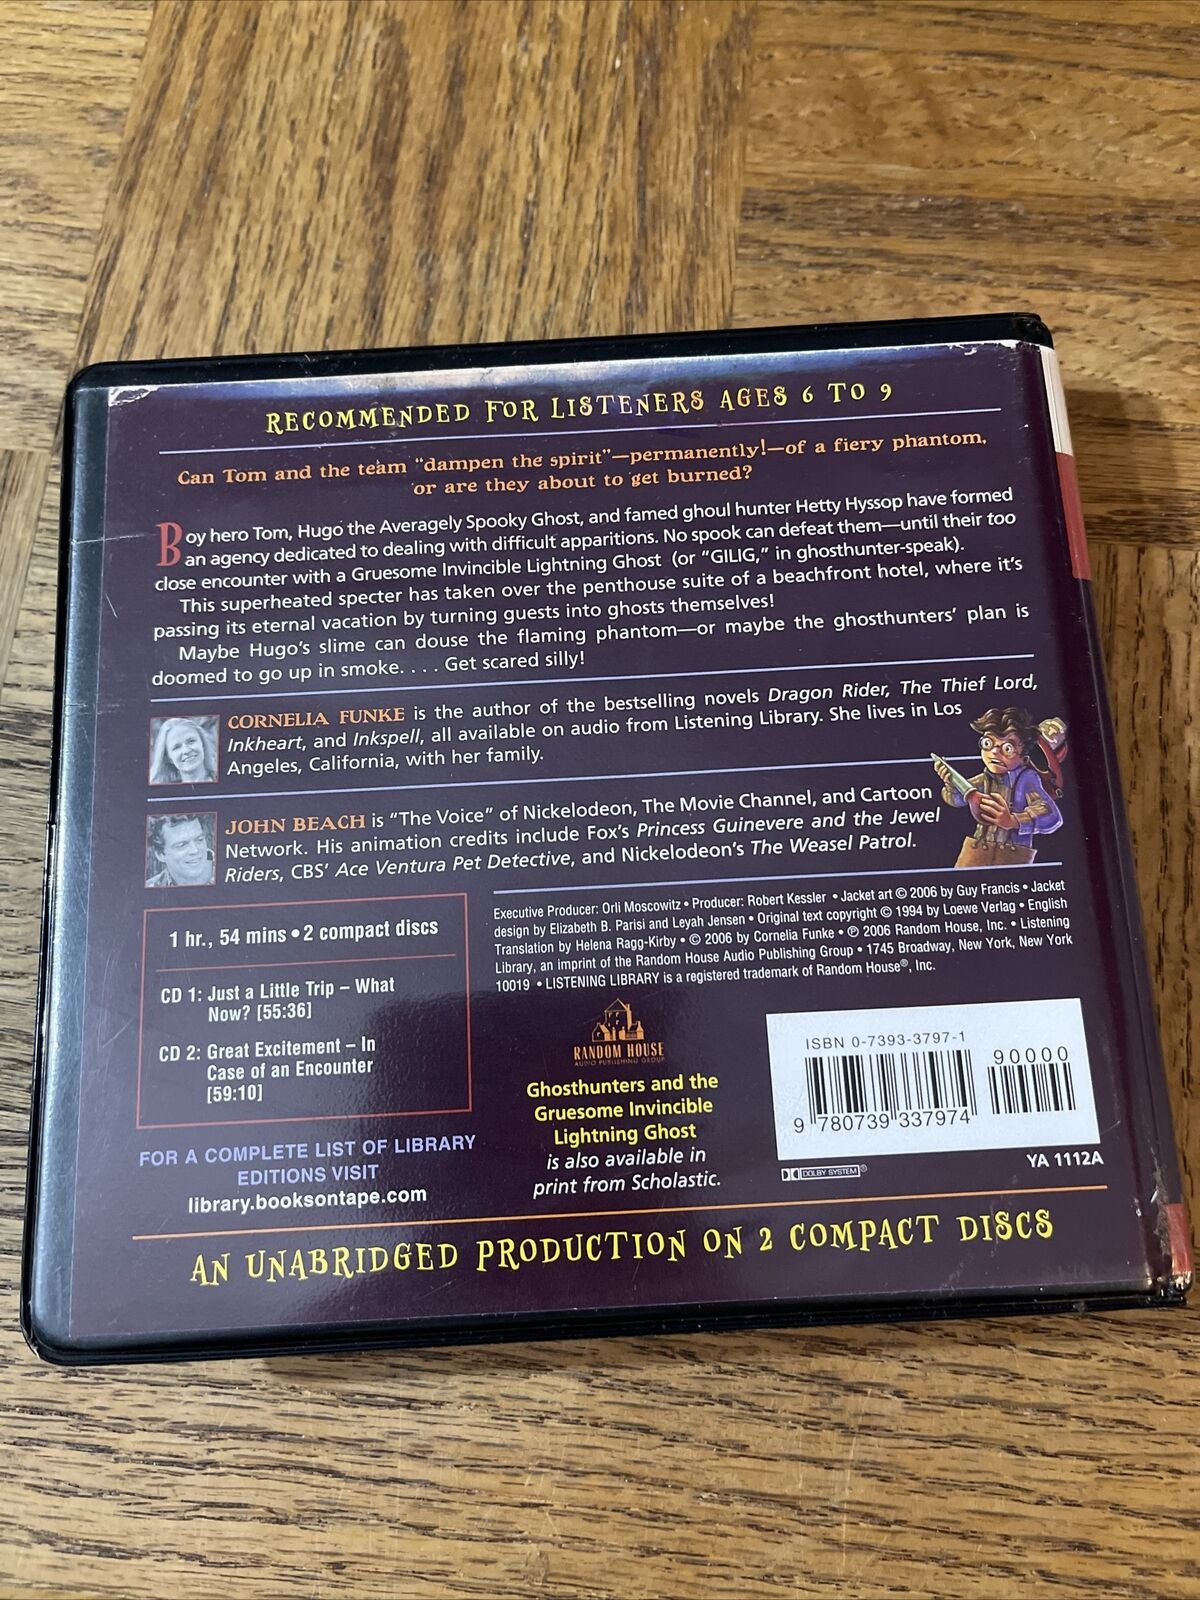 RECOMMENDED FOR LISTENERS AGES 6 TO 9
Can Tom and the team "dampen the spirit"—permanently!—of a fiery phantom,
or are they about to get burned?
Boy hero Tom, Hugo the Averagely Spooky Ghost, and famed ghoul hunter Hetty Hyssop have formed
an agency dedicated to dealing with difficult apparitions. No spook can defeat them—until their too
close encounter with a Gruesome Invincible Lightning Ghost (or "GILIG," in ghosthunter-speak).
This superheated specter has taken over the penthouse suite of a beachfront hotel, where it's
passing its eternal vacation by turning guests into ghosts themselves!
Maybe Hugo's slime can douse the flaming phantom—or maybe the ghosthunters' plan is
doomed to go up in smoke. . . . Get scared silly!
CORNELIA FUNKE is the author of the bestselling novels Dragon Rider, The Thief Lord,
Inkheart, and Inkspell, all available on audio from Listening Library. She lives in Los
Angeles, California, with her family.
JOHN BEACH is "The Voice" of Nickelodeon, The Movie Channel, and Cartoon
Network. His animation credits include Fox's Princess Guinevere and the Jewel
Riders, CBS' Ace Ventura Pet Detective, and Nickelodeon's The Weasel Patrol.
1 hr., 54 mins • 2 compact discs
CD 1: Just a Little Trip – What
Now? [55:36]
CD 2: Great Excitement – In
Case of an Encounter
[59:10]
FOR A COMPLETE LIST OF LIBRARY
EDITIONS VISIT
library.booksontape.com
Executive Producer: Orli Moscowitz • Producer: Robert Kessler • Jacket art © 2006 by Guy Francis • Jacket
design by Elizabeth B. Parisi and Leyah Jensen • Original text copyright © 1994 by Loewe Verlag • English
Translation by Helena Ragg-Kirby • © 2006 by Cornelia Funke • ℗ 2006 Random House, Inc. • Listening
Library, an imprint of the Random House Audio Publishing Group • 1745 Broadway, New York, New York
10019 • LISTENING LIBRARY is a registered trademark of Random House®, Inc.
RANDOM HOUSE
AUDIO PUBLISHING GROUP
Ghosthunters and the
Gruesome Invincible
Lightning Ghost
is also available in
print from Scholastic.
ISBN 0-7393-3797-1
90000
9 780739 337974
DOLBY SYSTEM®
YA 1112A
AN UNABRIDGED PRODUCTION ON 2 COMPACT DISCS